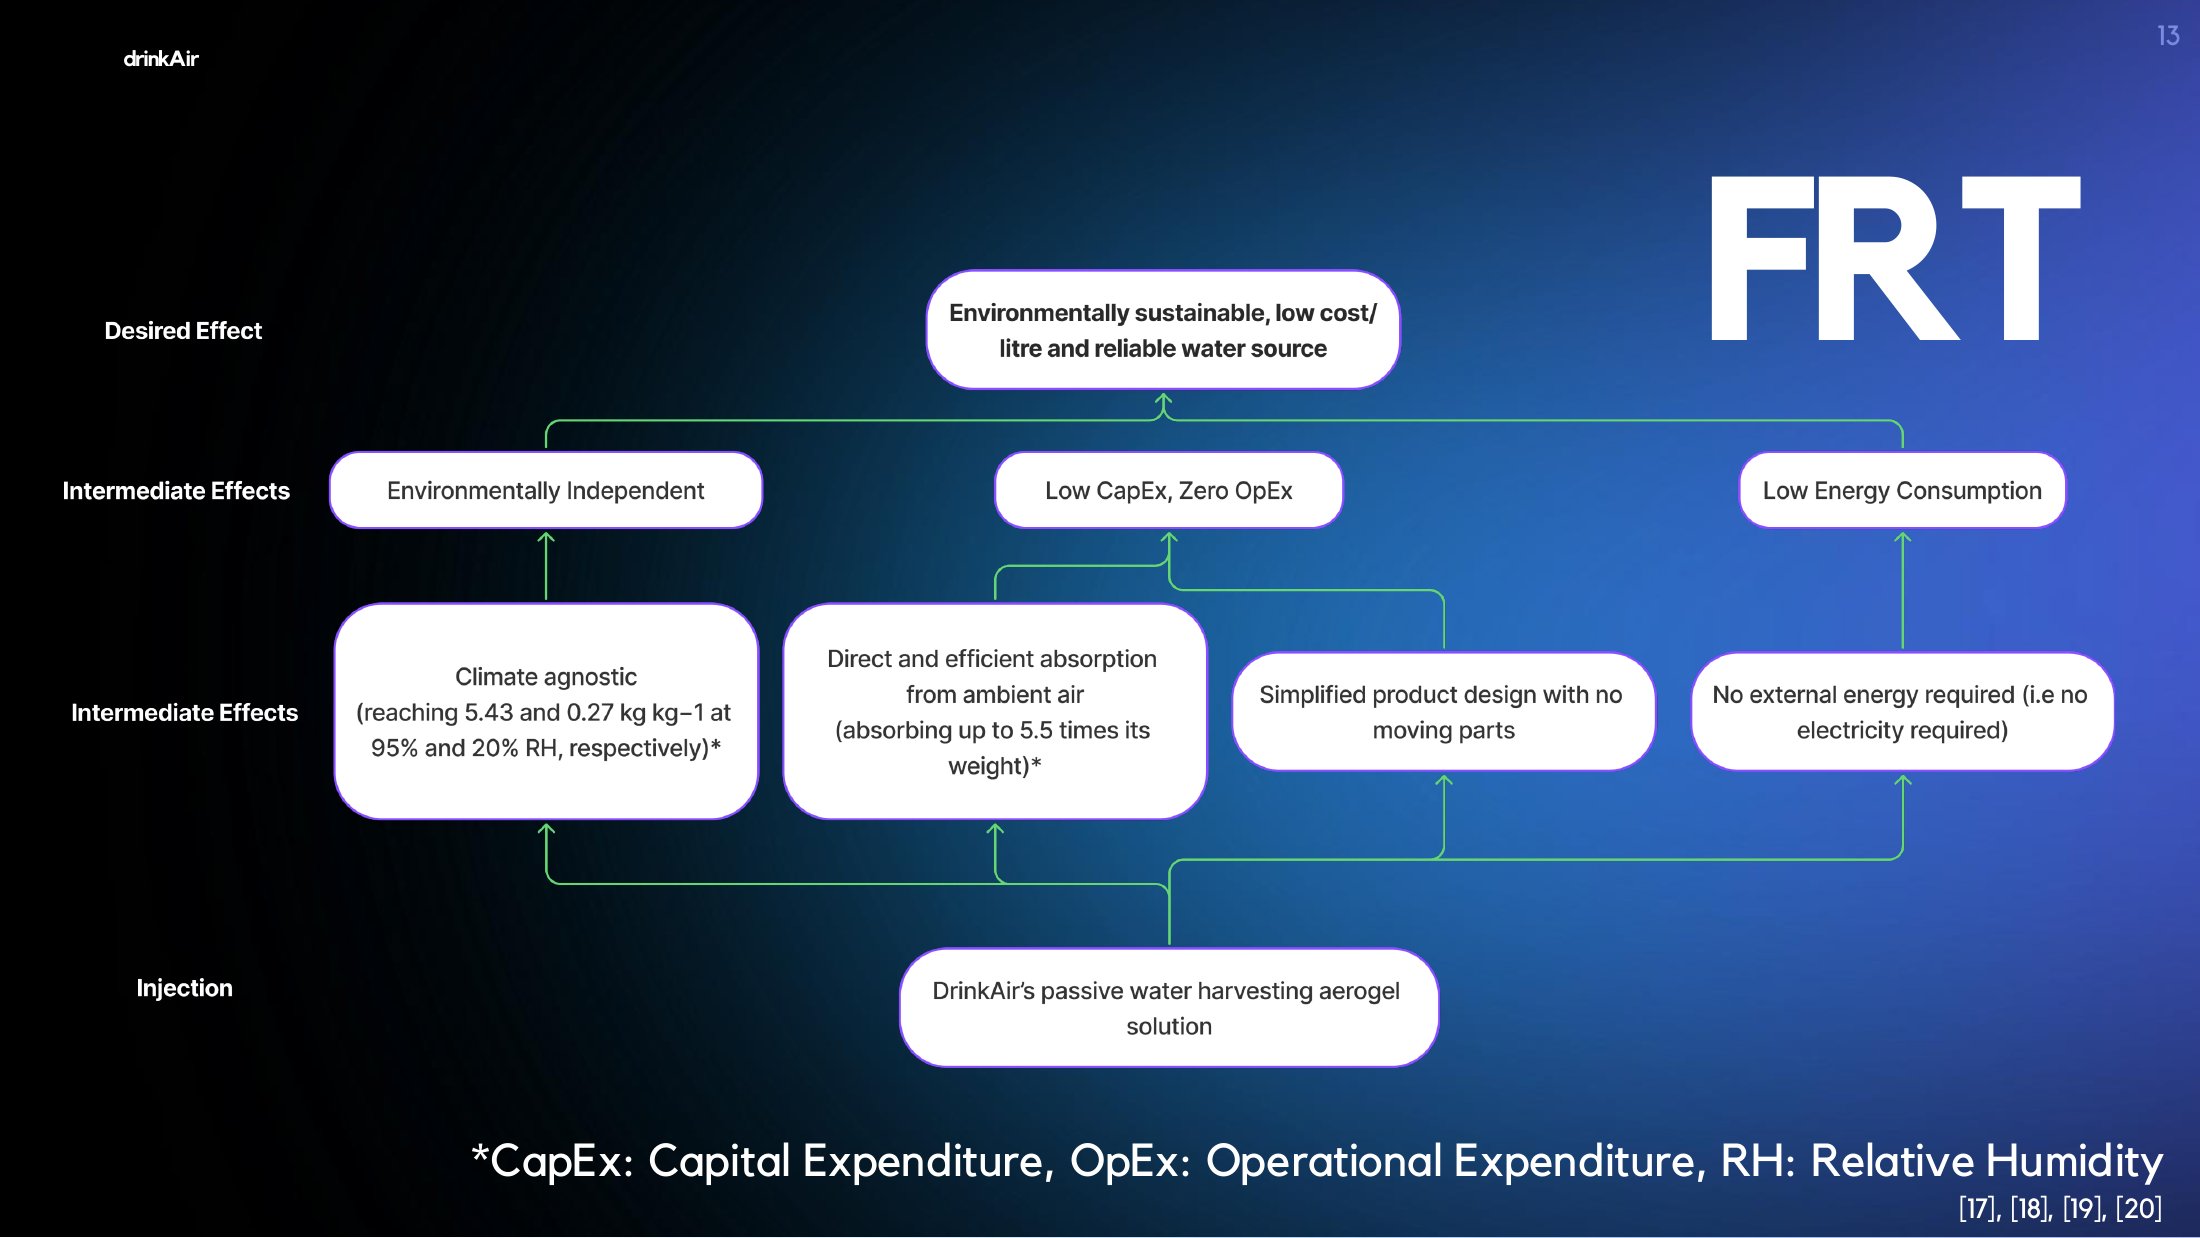 13
drinkAir
FRT
Desired Effect
Environmentally sustainable, low cost/
litre and reliable water source
Intermediate Effects
Environmentally Independent
Low CapEx, Zero OpEx
Low Energy Consumption
Intermediate Effects
Climate agnostic
(reaching 5.43 and 0.27 kg kg−1 at
95% and 20% RH, respectively)*
Direct and efficient absorption
from ambient air
(absorbing up to 5.5 times its
weight)*
Simplified product design with no
moving parts
No external energy required (i.e no
electricity required)
Injection
DrinkAir’s passive water harvesting aerogel
solution
*CapEx: Capital Expenditure, OpEx: Operational Expenditure, RH: Relative Humidity
[17], [18], [19], [20]